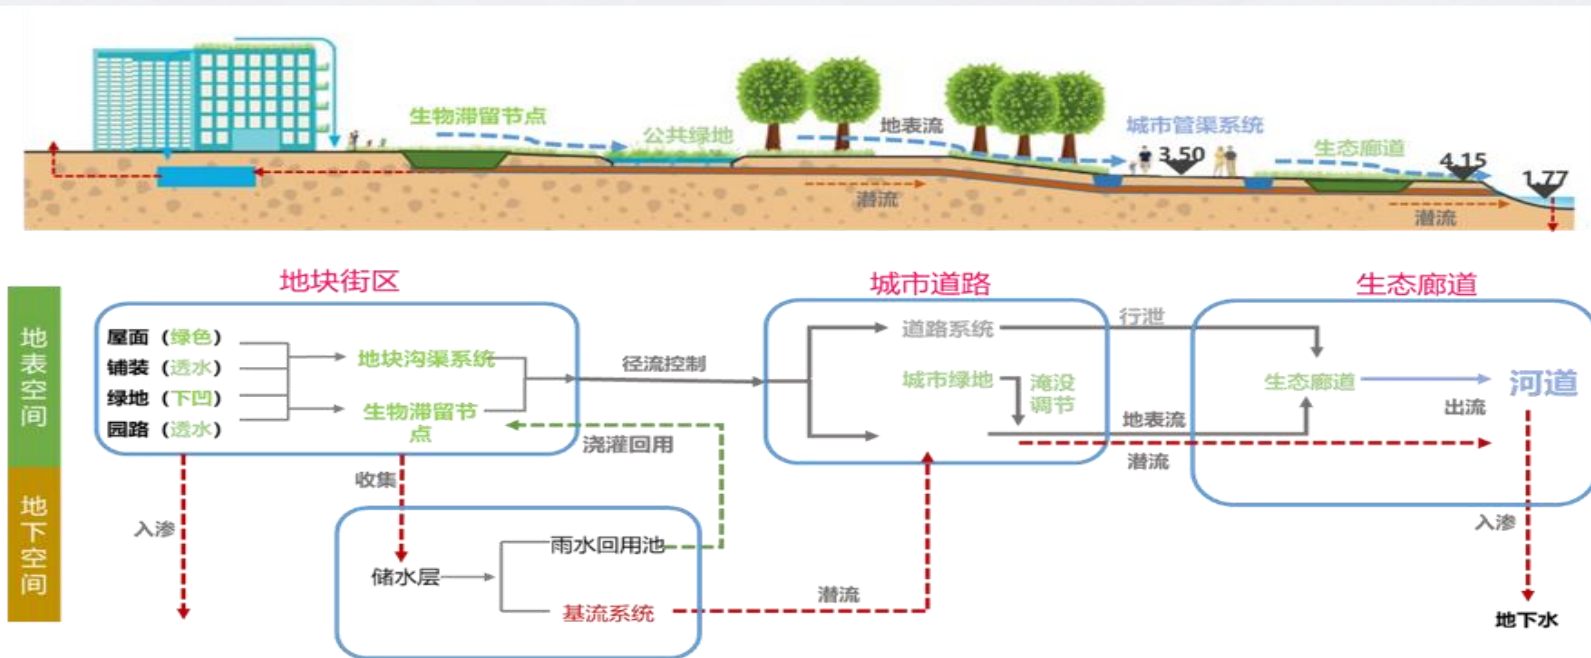 生物滞留节点
公共绿地
地表流
城市管渠系统
3.50
生态廊道
4.15
1.77
潜流
潜流
地块街区
城市道路
生态廊道
地表空间
地下空间
屋面（绿色）
铺装（透水）
绿地（下凹）
园路（透水）
地块沟渠系统
生物滞留节
点
径流控制
道路系统
城市绿地
淹没
调节
行泄
生态廊道
出流
河道
地表流
潜流
浇灌回用
收集
入渗
储水层
雨水回用池
基流系统
潜流
入渗
地下水